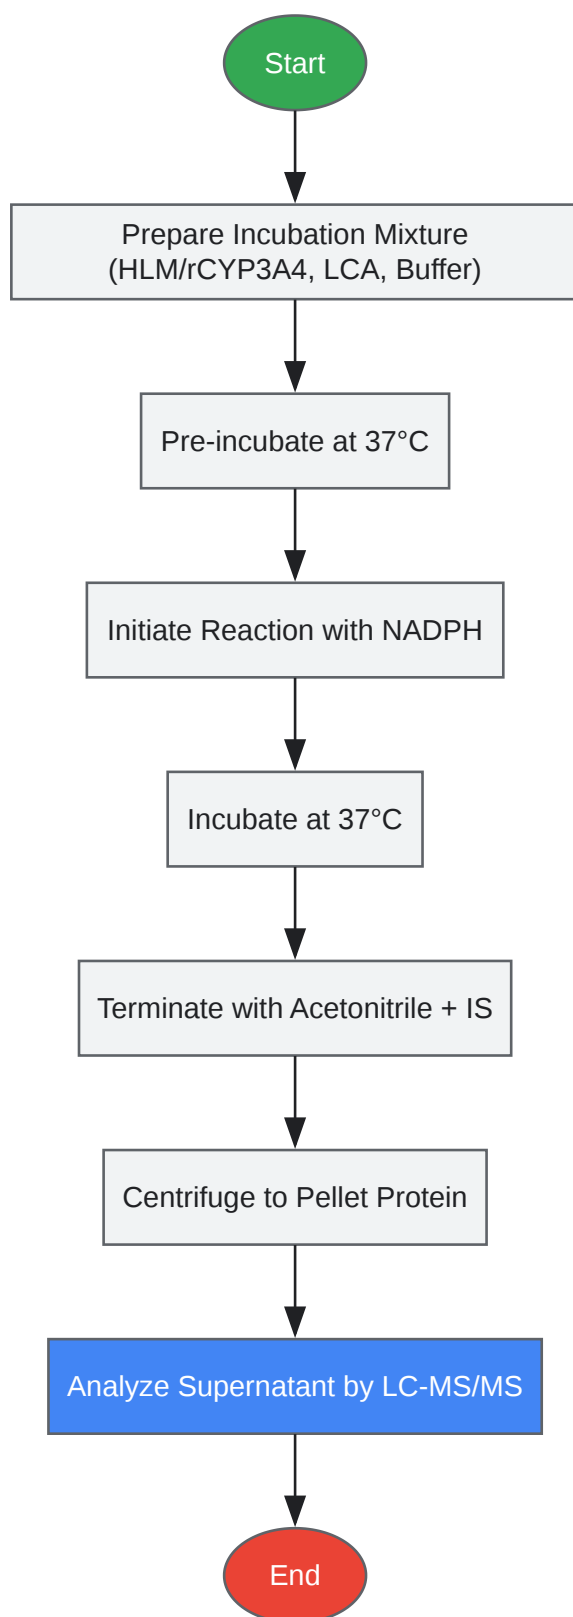 Start
Prepare Incubation Mixture
(HLM/rCYP3A4, LCA, Buffer)
Pre-incubate at 37°C
Initiate Reaction with NADPH
Incubate at 37°C
Terminate with Acetonitrile + IS
Centrifuge to Pellet Protein
Analyze Supernatant by LC-MS/MS
End